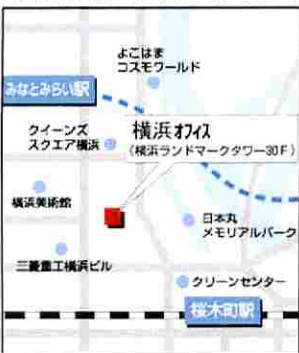 よこはま
コスモワールド
みなとみらい駅
クイーンズ
スクエア横浜
横浜オフィス
(横浜ランドマークタワー30F)
横浜美術館
日本丸
メモリアルパーク
三菱重工横浜ビル
クリーンセンター
桜木町駅